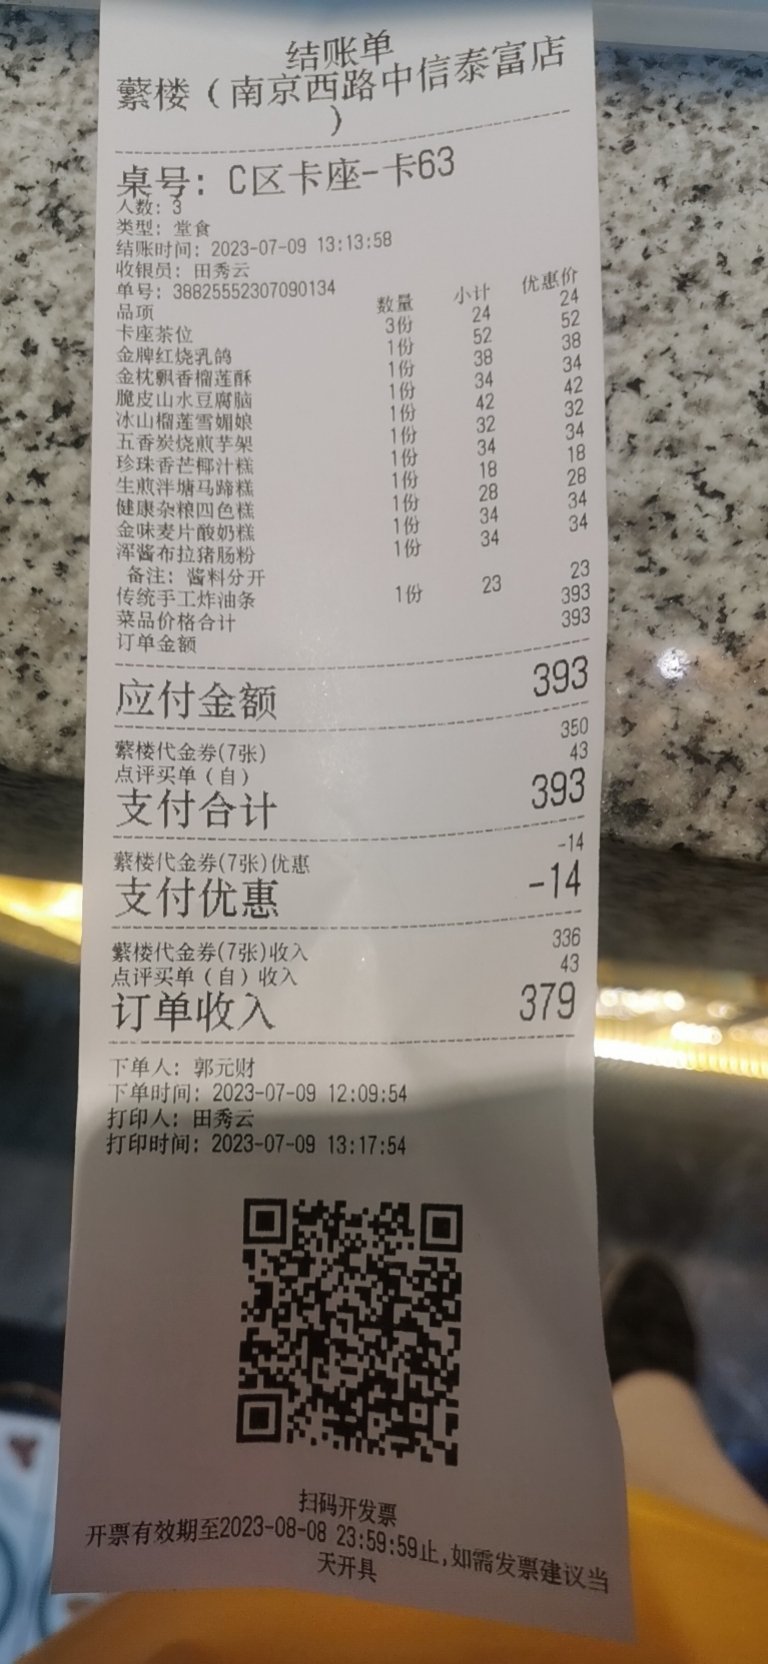 结账单
蘩楼（南京西路中信泰富店
）
桌号: C区卡座-卡63
人数: 3
类型: 堂食
结账时间: 2023-07-09 13:13:58
收银员: 田秀云
单号: 38825552307090134
品项 数量 小计 优惠价
卡座茶位 3份 24 24
金牌红烧乳鸽 1份 52 52
金枕飘香榴莲酥 1份 38 38
脆皮山水豆腐脑 1份 34 34
冰山榴莲雪媚娘 1份 42 42
五香炭烧煎芋架 1份 32 32
珍珠香芒椰汁糕 1份 34 34
生煎泮塘马蹄糕 1份 18 18
健康杂粮四色糕 1份 28 28
金味麦片酸奶糕 1份 34 34
浑酱布拉猪肠粉 1份 34 34
备注: 酱料分开
传统手工炸油条 1份 23 23
菜品价格合计 393
订单金额 393
应付金额 393
蘩楼代金券(7张) 350
点评买单（自） 43
支付合计 393
蘩楼代金券(7张)优惠 -14
支付优惠 -14
蘩楼代金券(7张)收入 336
点评买单（自）收入 43
订单收入 379
下单人: 郭元财
下单时间: 2023-07-09 12:09:54
打印人: 田秀云
打印时间: 2023-07-09 13:17:54
扫码开发票
开票有效期至2023-08-08 23:59:59止,如需发票建议当
天开具